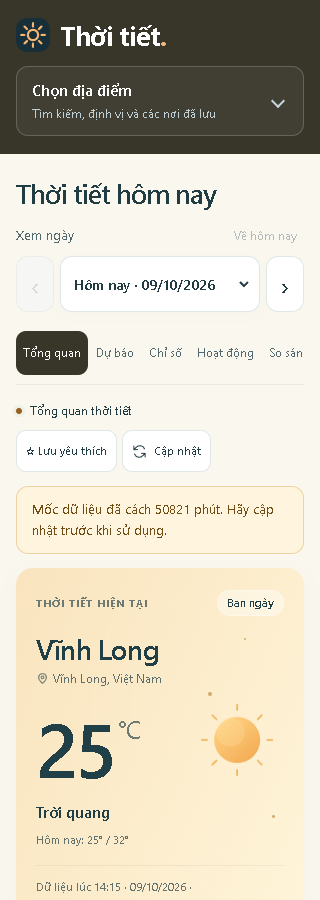 Thời tiết.
Chọn địa điểm
Tìm kiếm, định vị và các nơi đã lưu
Thời tiết hôm nay
Xem ngày
Về hôm nay
Hôm nay · 09/10/2026
Tổng quan
Dự báo
Chỉ số
Hoạt động
So sán
Tổng quan thời tiết
☆ Lưu yêu thích
Cập nhật
Mốc dữ liệu đã cách 50821 phút. Hãy cập
nhật trước khi sử dụng.
THỜI TIẾT HIỆN TẠI
Ban ngày
Vĩnh Long
Vĩnh Long, Việt Nam
25°C
Trời quang
Hôm nay: 25° / 32°
Dữ liệu lúc 14:15 · 09/10/2026 ·